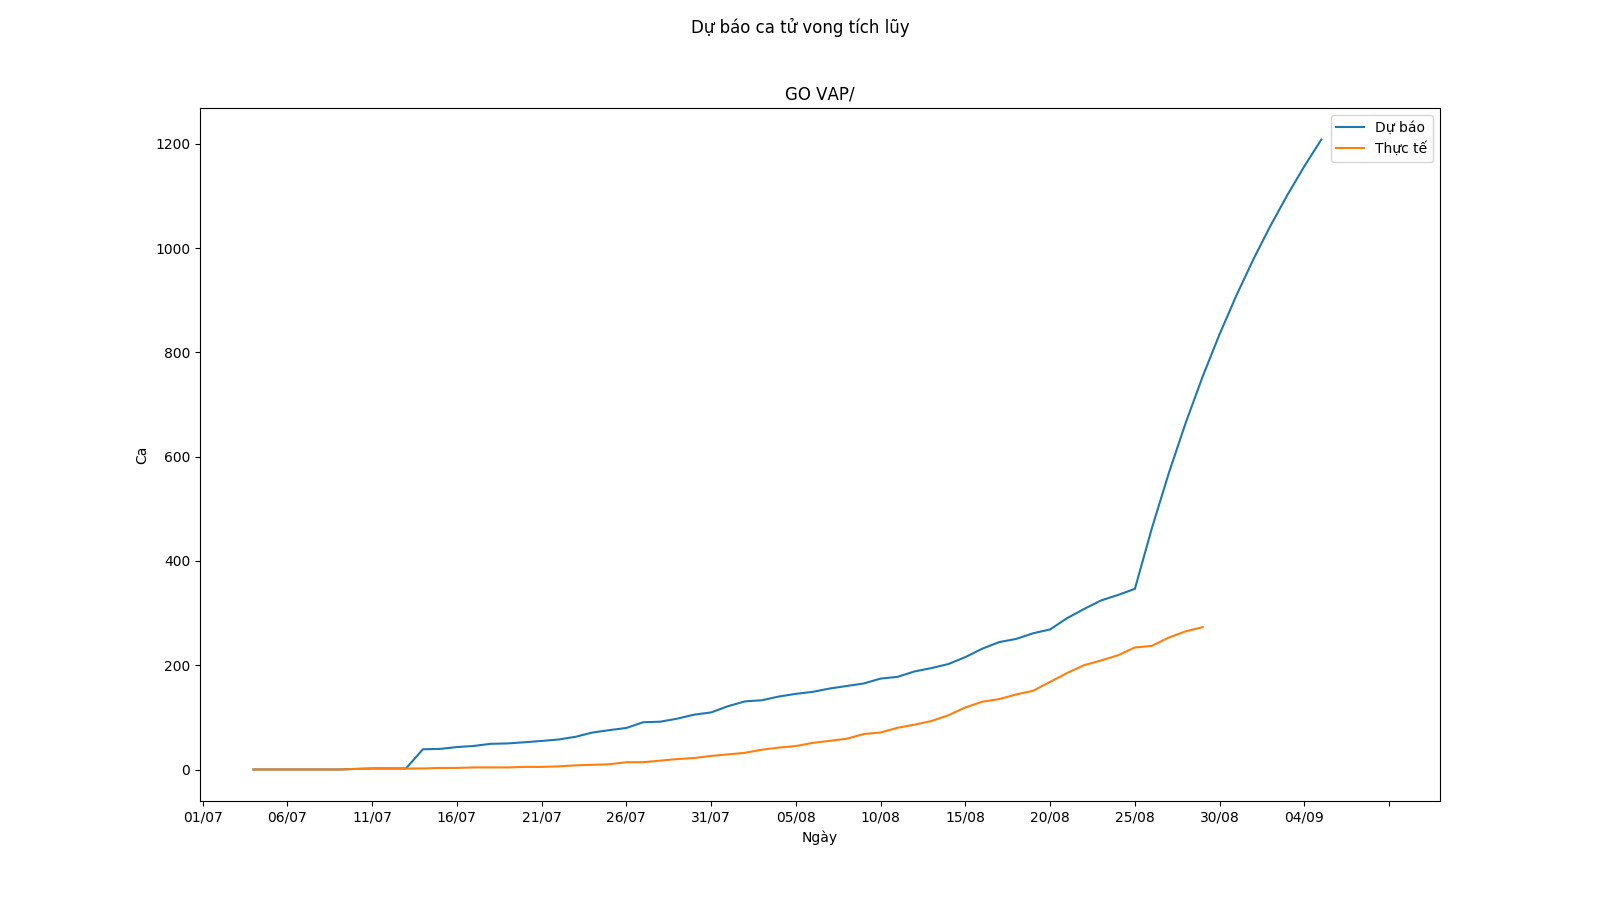 Dự báo ca tử vong tích lũy
GO VAP/
Dự báo
Thực tế
1200
1000
800
600
400
200
0
Ca
01/07 06/07 11/07 16/07 21/07 26/07 31/07 05/08 10/08 15/08 20/08 25/08 30/08 04/09
Ngày